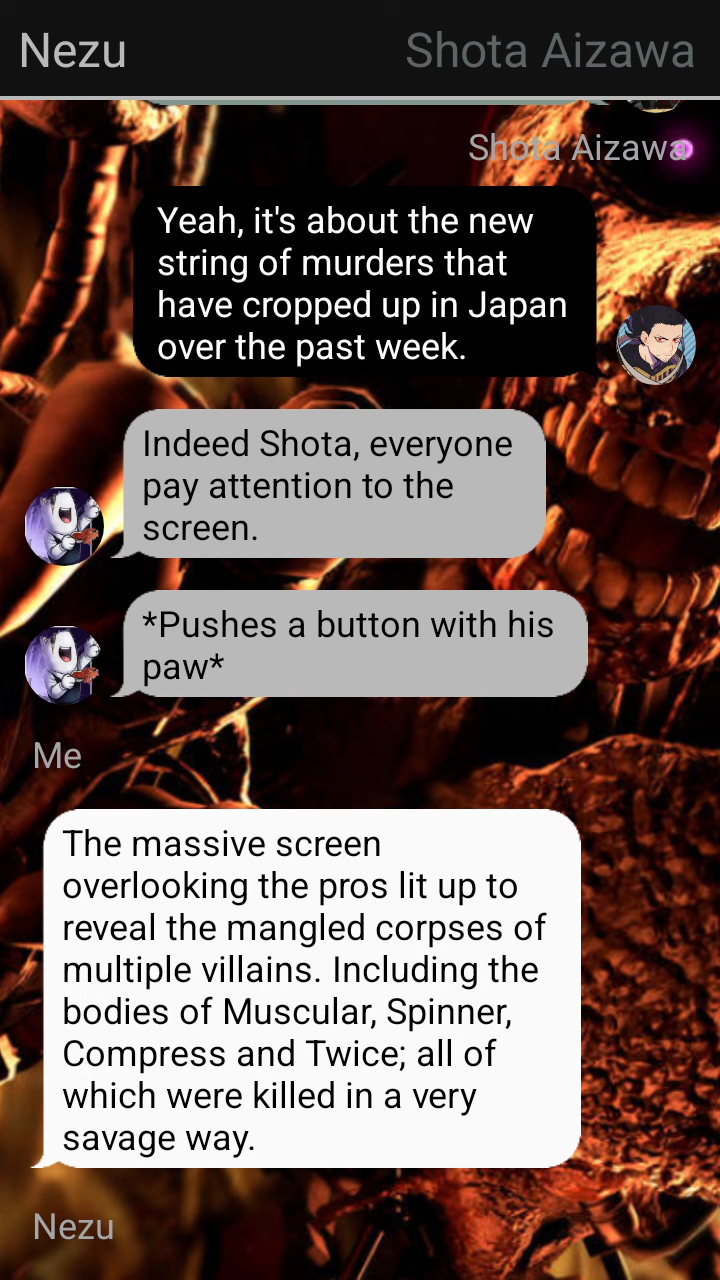 Nezu Shota Aizawa
Shota Aizawa
Yeah, it's about the new
string of murders that
have cropped up in Japan
over the past week.
Indeed Shota, everyone
pay attention to the
screen.
*Pushes a button with his
paw*
Me
The massive screen
overlooking the pros lit up to
reveal the mangled corpses of
multiple villains. Including the
bodies of Muscular, Spinner,
Compress and Twice; all of
which were killed in a very
savage way.
Nezu